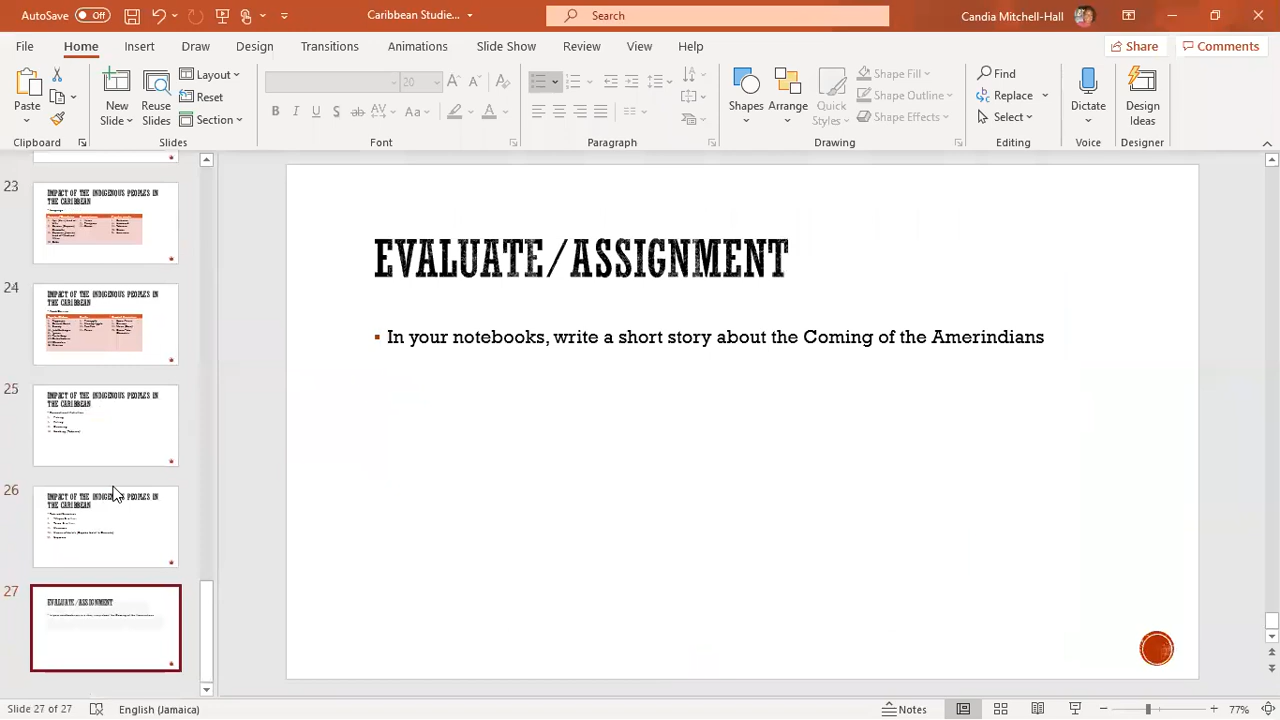 AutoSave Off Caribbean Studie... Search Candia Mitchell-Hall
File Home Insert Draw Design Transitions Animations Slide Show Review View Help Share Comments
Paste New Slide Reuse Slides Layout Reset Section 20 Shapes Arrange Quick Styles Shape Fill Shape Outline Shape Effects Find Replace Select Dictate Design Ideas
Clipboard Slides Font Paragraph Drawing Editing Voice Designer
23
IMPACT OF THE INDIGENOUS PEOPLES IN
THE CARIBBEAN
24
IMPACT OF THE INDIGENOUS PEOPLES IN
THE CARIBBEAN
25
IMPACT OF THE INDIGENOUS PEOPLES IN
THE CARIBBEAN
26
IMPACT OF THE INDIGENOUS PEOPLES IN
THE CARIBBEAN
27
EVALUATE/ASSIGNMENT
EVALUATE/ASSIGNMENT
In your notebooks, write a short story about the Coming of the Amerindians
Slide 27 of 27 English (Jamaica) Notes 77%